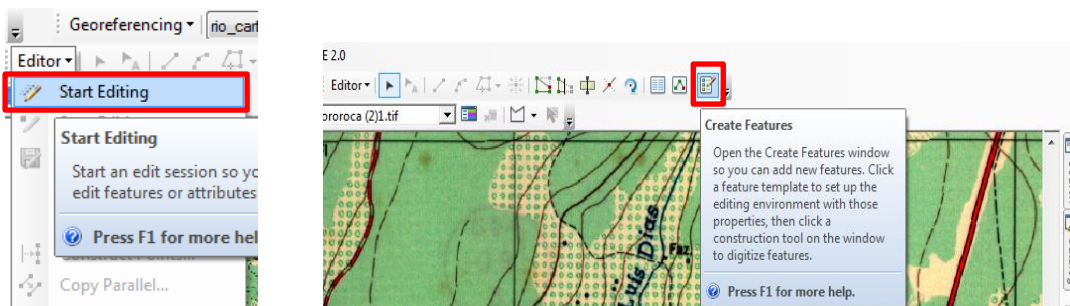 Georeferencing
rio_cart
Editor
Start Editing
Start Editing
Start an edit session so yo
edit features or attributes
Press F1 for more hel
Copy Parallel...
E 2.0
Editor
ororoca (2)1.tif
Create Features
Open the Create Features window
so you can add new features. Click
a feature template to set up the
editing environment with those
properties, then click a
construction tool on the window
to digitize features.
Press F1 for more help.
Luis Dias
Faz.